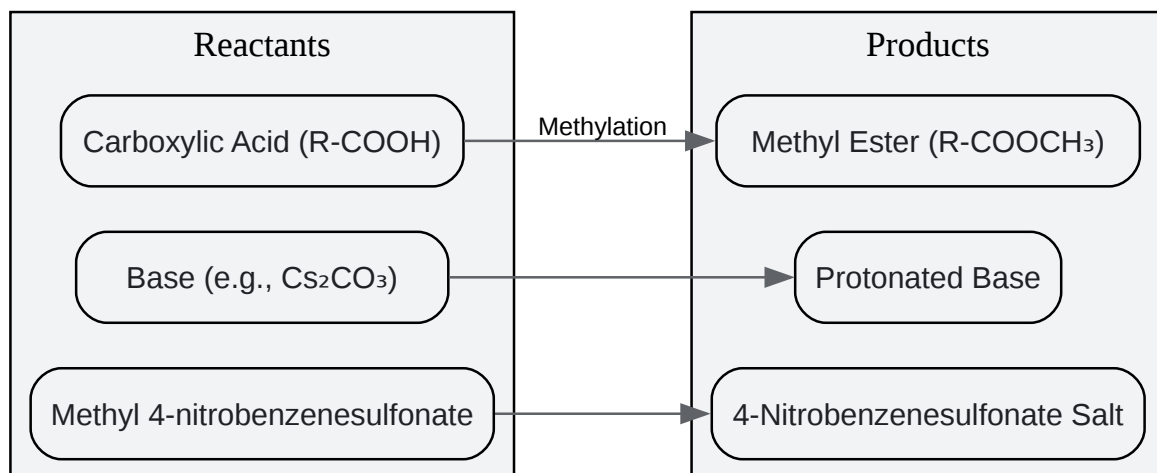 Reactants
Products
Carboxylic Acid (R-COOH)
Methylation
Methyl Ester (R-COOCH₃)
Base (e.g., Cs₂CO₃)
Protonated Base
Methyl 4-nitrobenzenesulfonate
4-Nitrobenzenesulfonate Salt